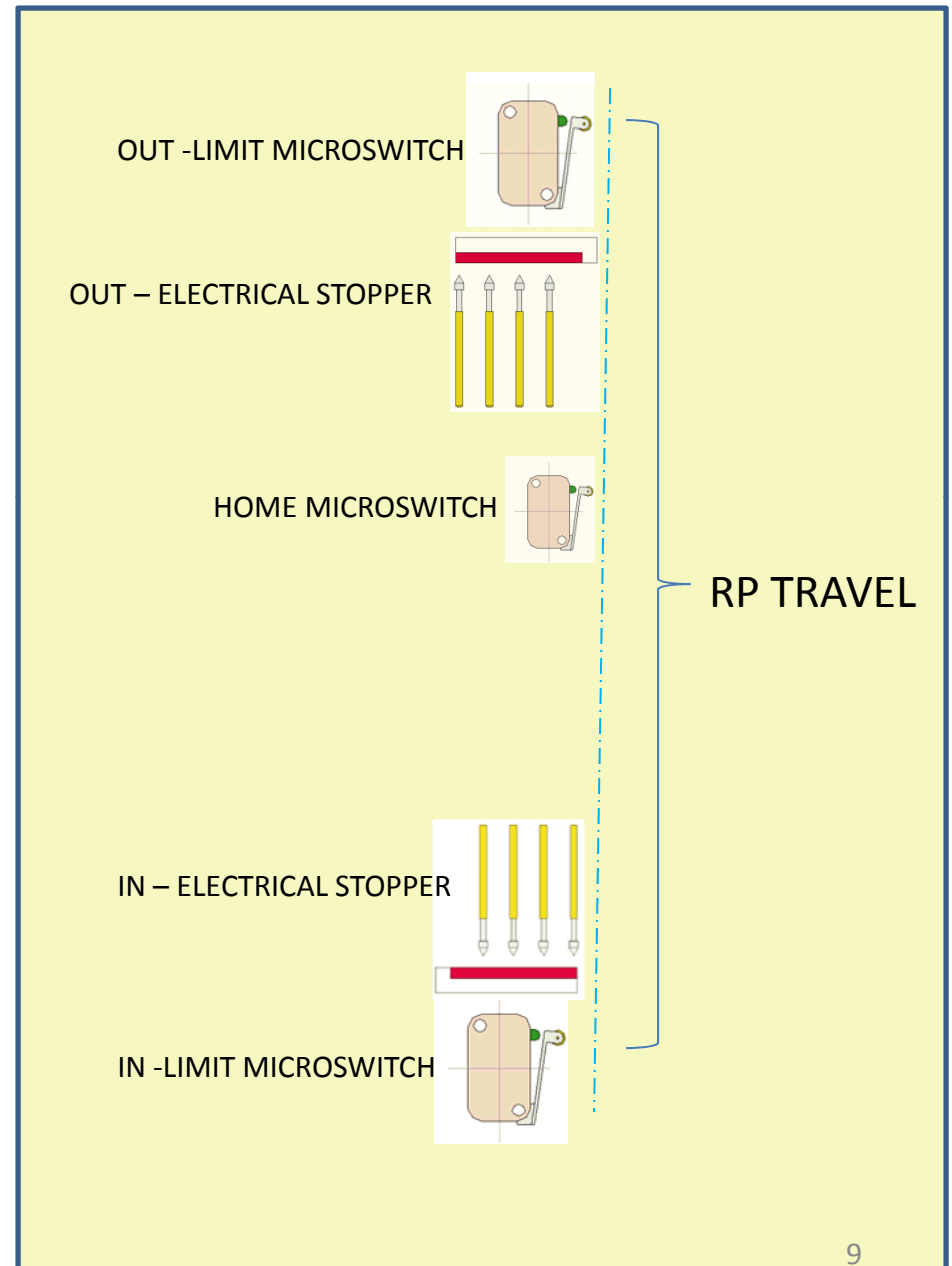 OUT -LIMIT MICROSWITCH
OUT – ELECTRICAL STOPPER
HOME MICROSWITCH
RP TRAVEL
IN – ELECTRICAL STOPPER
IN -LIMIT MICROSWITCH
9